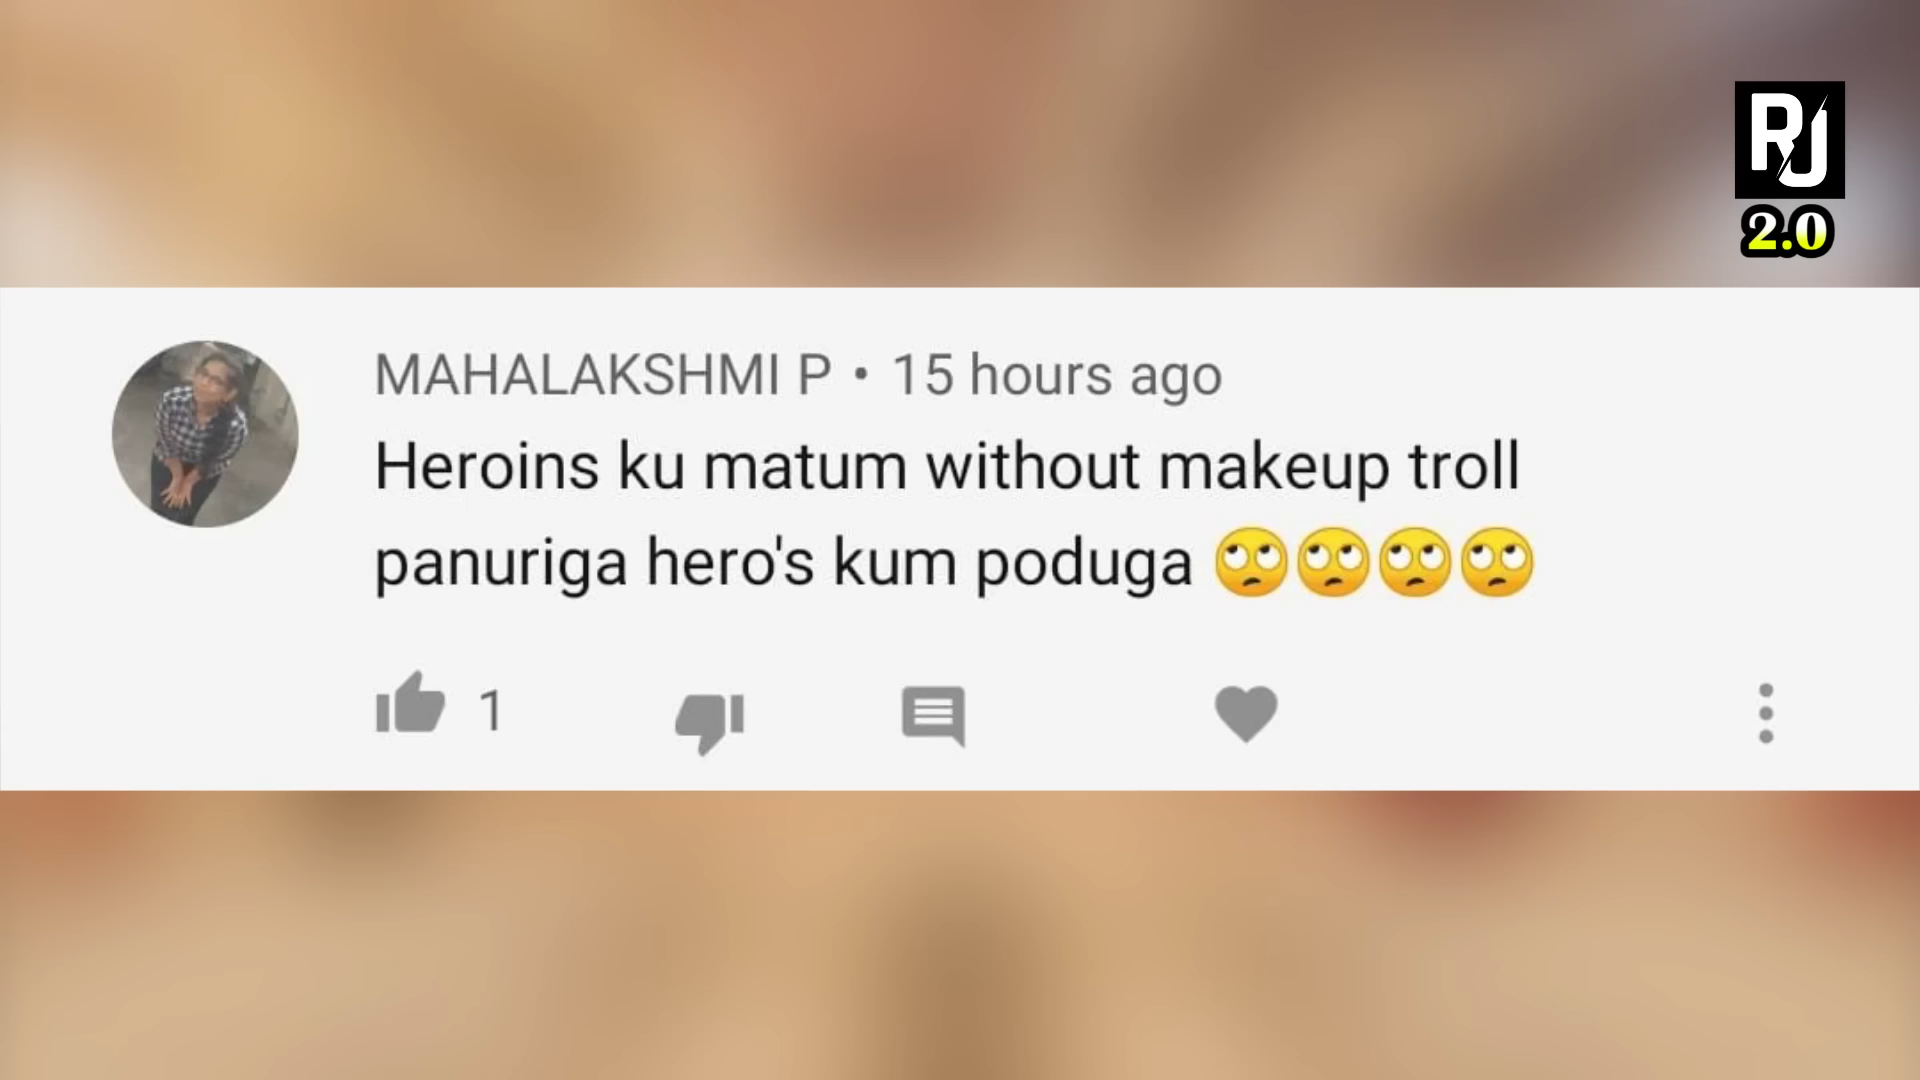 RJ
2.0
MAHALAKSHMI P • 15 hours ago
Heroins ku matum without makeup troll
panuriga hero's kum poduga 🙄🙄🙄🙄
1